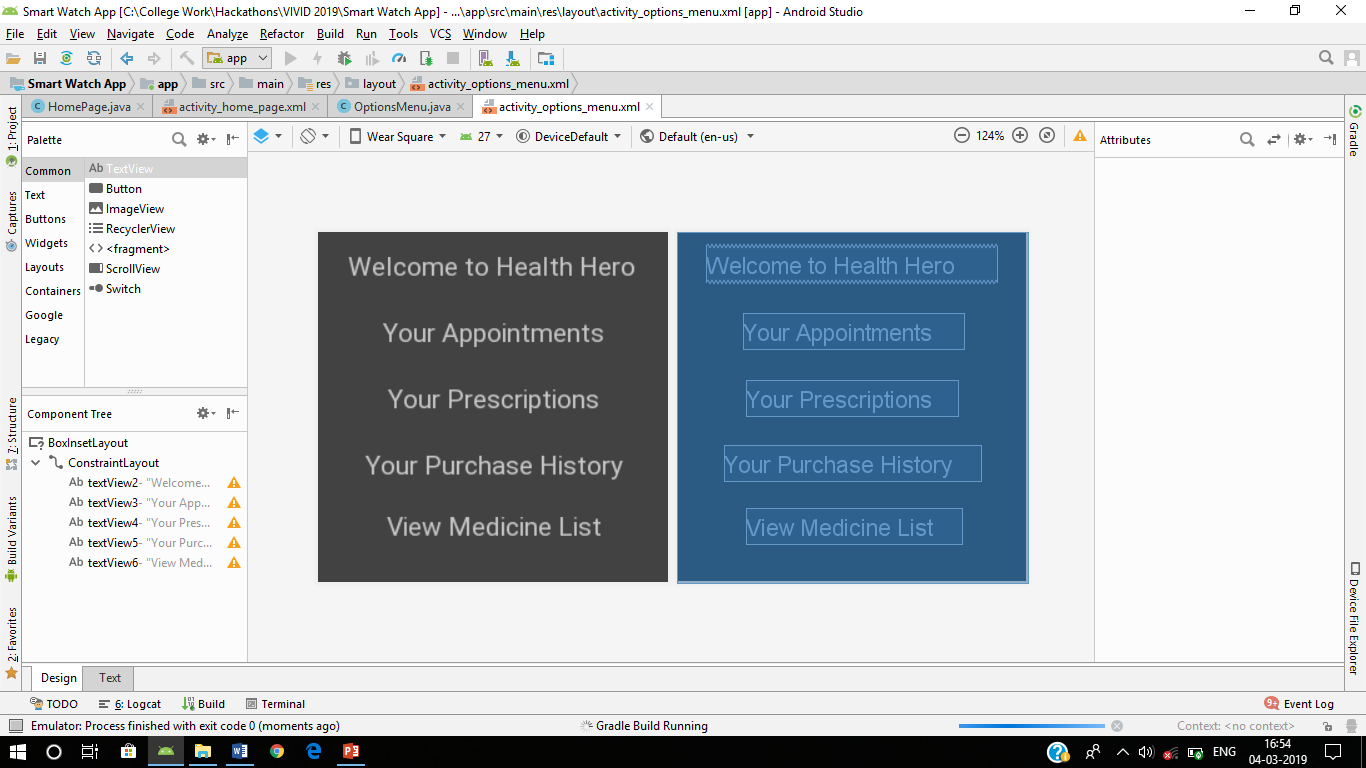 Smart Watch App [C:\College Work\Hackathons\VIVID 2019\Smart Watch App] - ...\app\src\main\res\layout\activity_options_menu.xml [app] - Android Studio
File Edit View Navigate Code Analyze Refactor Build Run Tools VCS Window Help
app
Smart Watch App app src main res layout activity_options_menu.xml
HomePage.java activity_home_page.xml OptionsMenu.java activity_options_menu.xml
1: Project
Captures
7: Structure
Build Variants
2: Favorites
Palette
Common
Text
Buttons
Widgets
Layouts
Containers
Google
Legacy
Ab TextView
Button
ImageView
RecyclerView
<fragment>
ScrollView
Switch
Component Tree
BoxInsetLayout
ConstraintLayout
Ab textView2- "Welcome...
Ab textView3- "Your App...
Ab textView4- "Your Pres...
Ab textView5- "Your Purc...
Ab textView6- "View Med...
Wear Square 27 DeviceDefault Default (en-us) 124%
Welcome to Health Hero
Your Appointments
Your Prescriptions
Your Purchase History
View Medicine List
Welcome to Health Hero
Your Appointments
Your Prescriptions
Your Purchase History
View Medicine List
Attributes
Gradle
Device File Explorer
Design Text
TODO 6: Logcat Build Terminal 9+ Event Log
Emulator: Process finished with exit code 0 (moments ago) Gradle Build Running Context: <no context>
ENG 16:54
04-03-2019